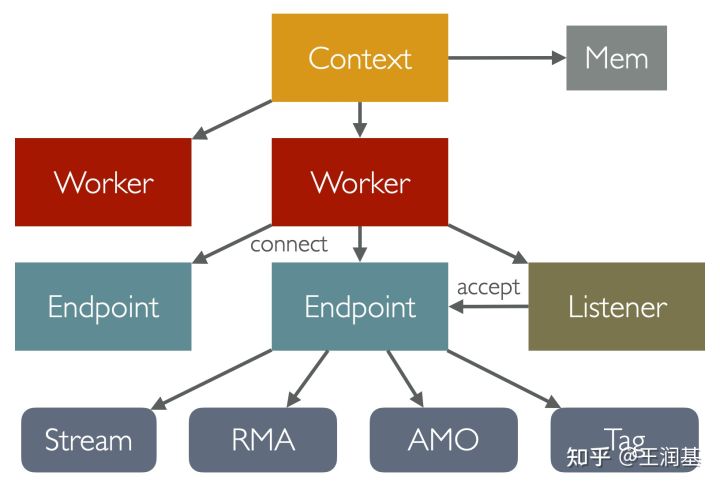 Context
Mem
Worker
Worker
connect
Endpoint
Endpoint
accept
Listener
Stream
RMA
AMO
Tag
知乎 @王润基